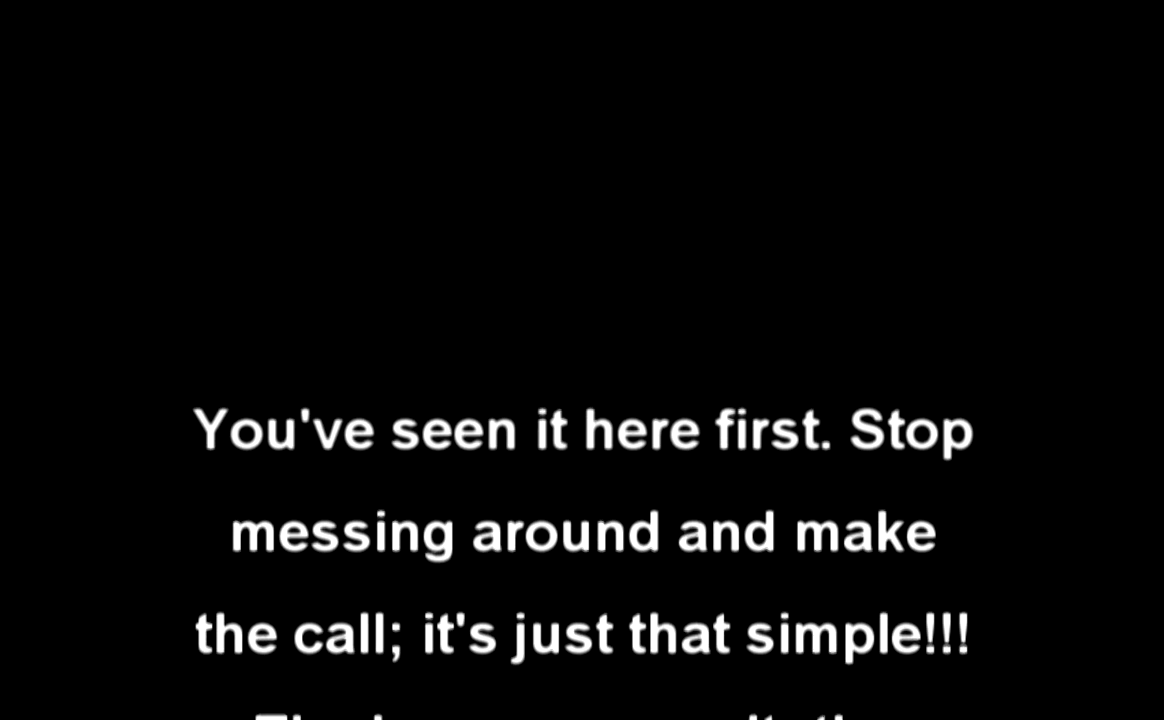 You've seen it here first. Stop
messing around and make
the call; it's just that simple!!!